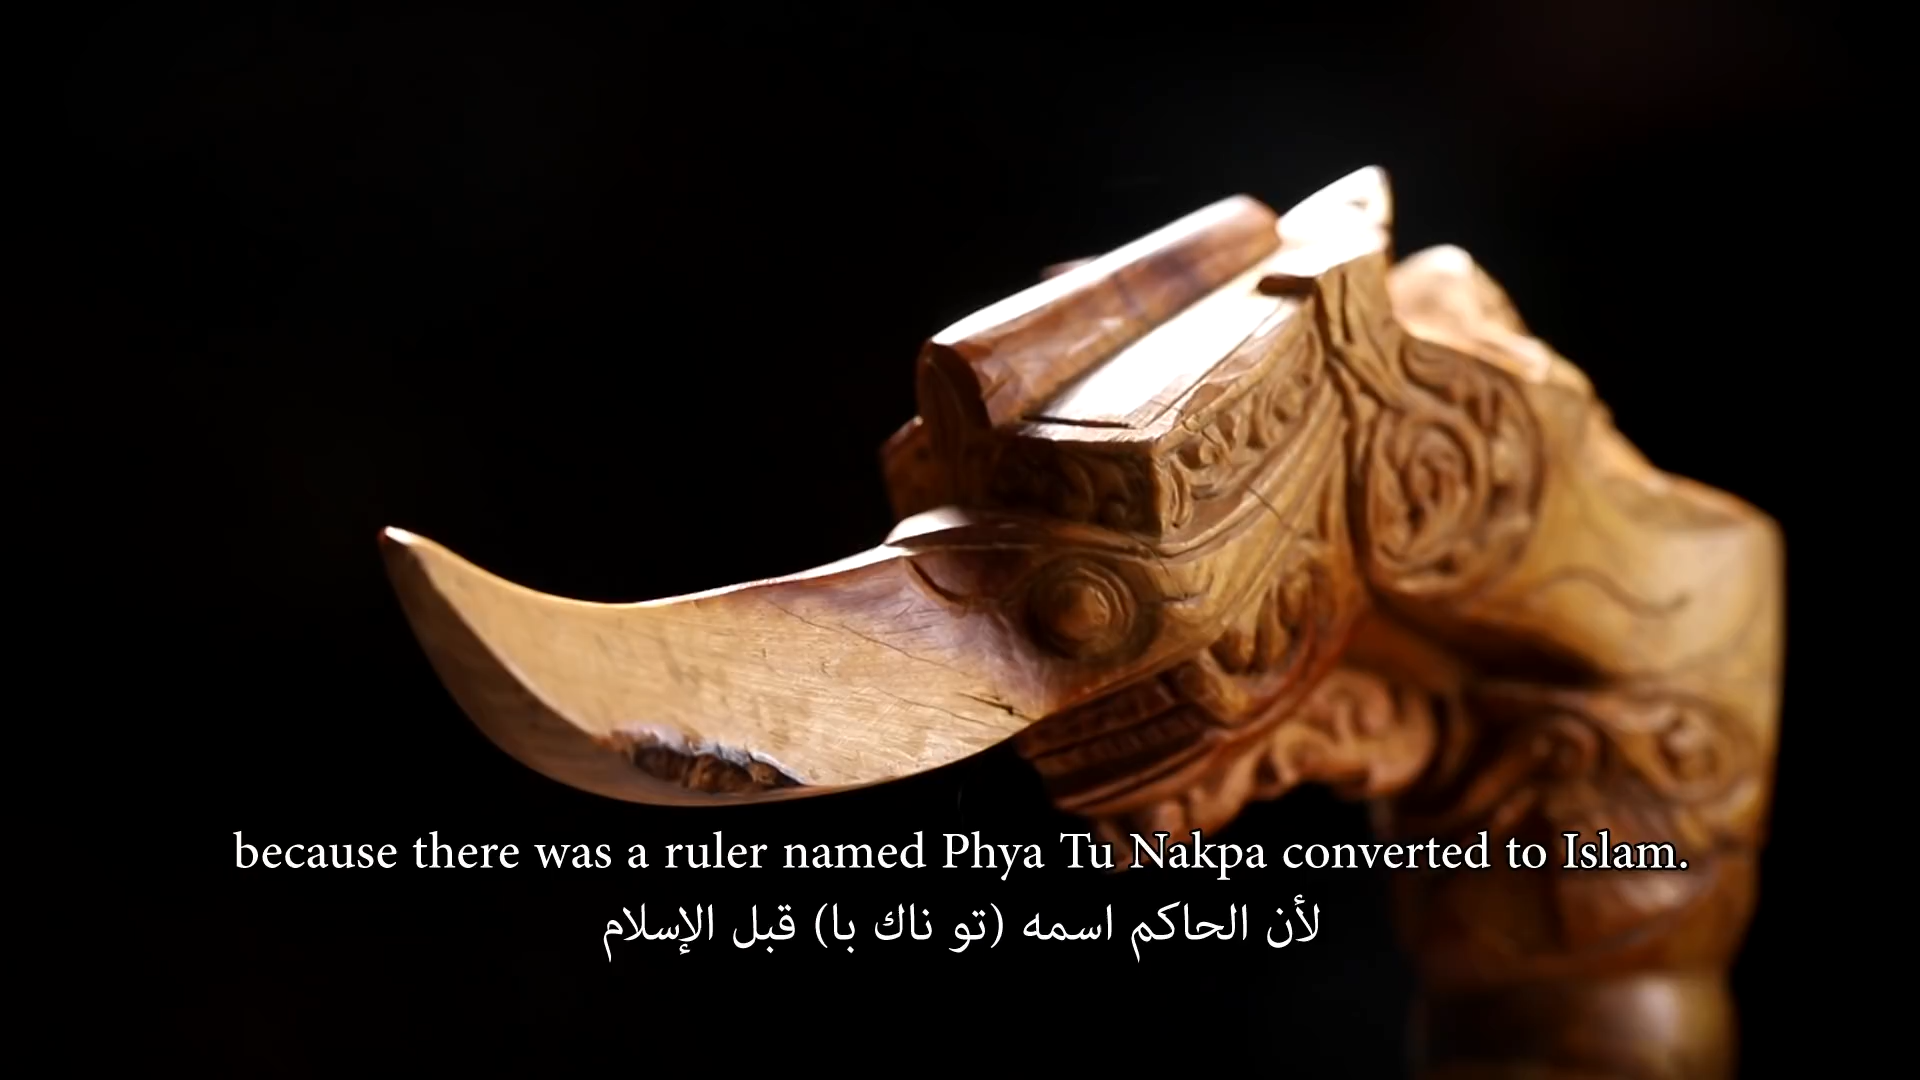 because there was a ruler named Phya Tu Nakpa converted to Islam.
لأن الحاكم اسمه (تو ناك با) قبل الإسلام